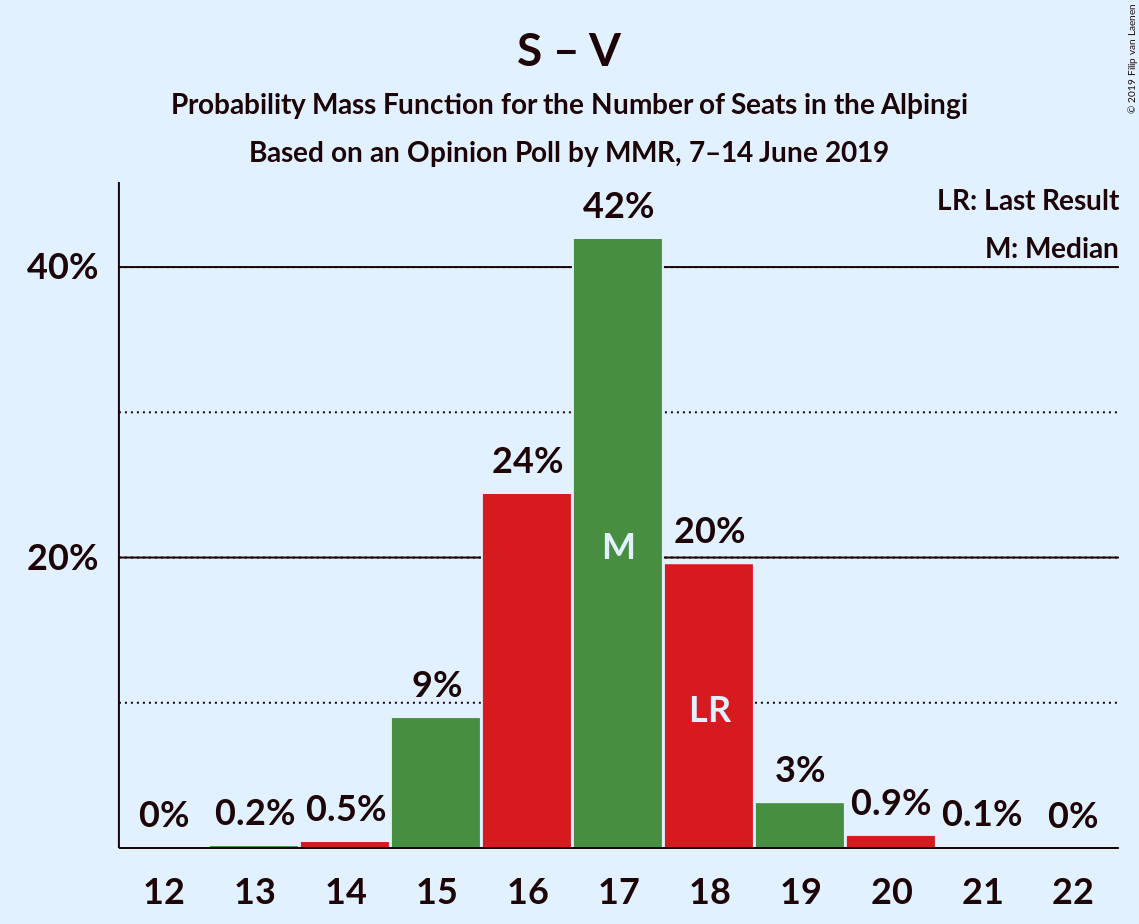 S – V
Probability Mass Function for the Number of Seats in the Alþingi
Based on an Opinion Poll by MMR, 7–14 June 2019
© 2019 Filip van Laenen
LR: Last Result
M: Median
40%
20%
0%
0.2%
0.5%
9%
24%
42%
20%
3%
0.9%
0.1%
0%
M
LR
12 13 14 15 16 17 18 19 20 21 22